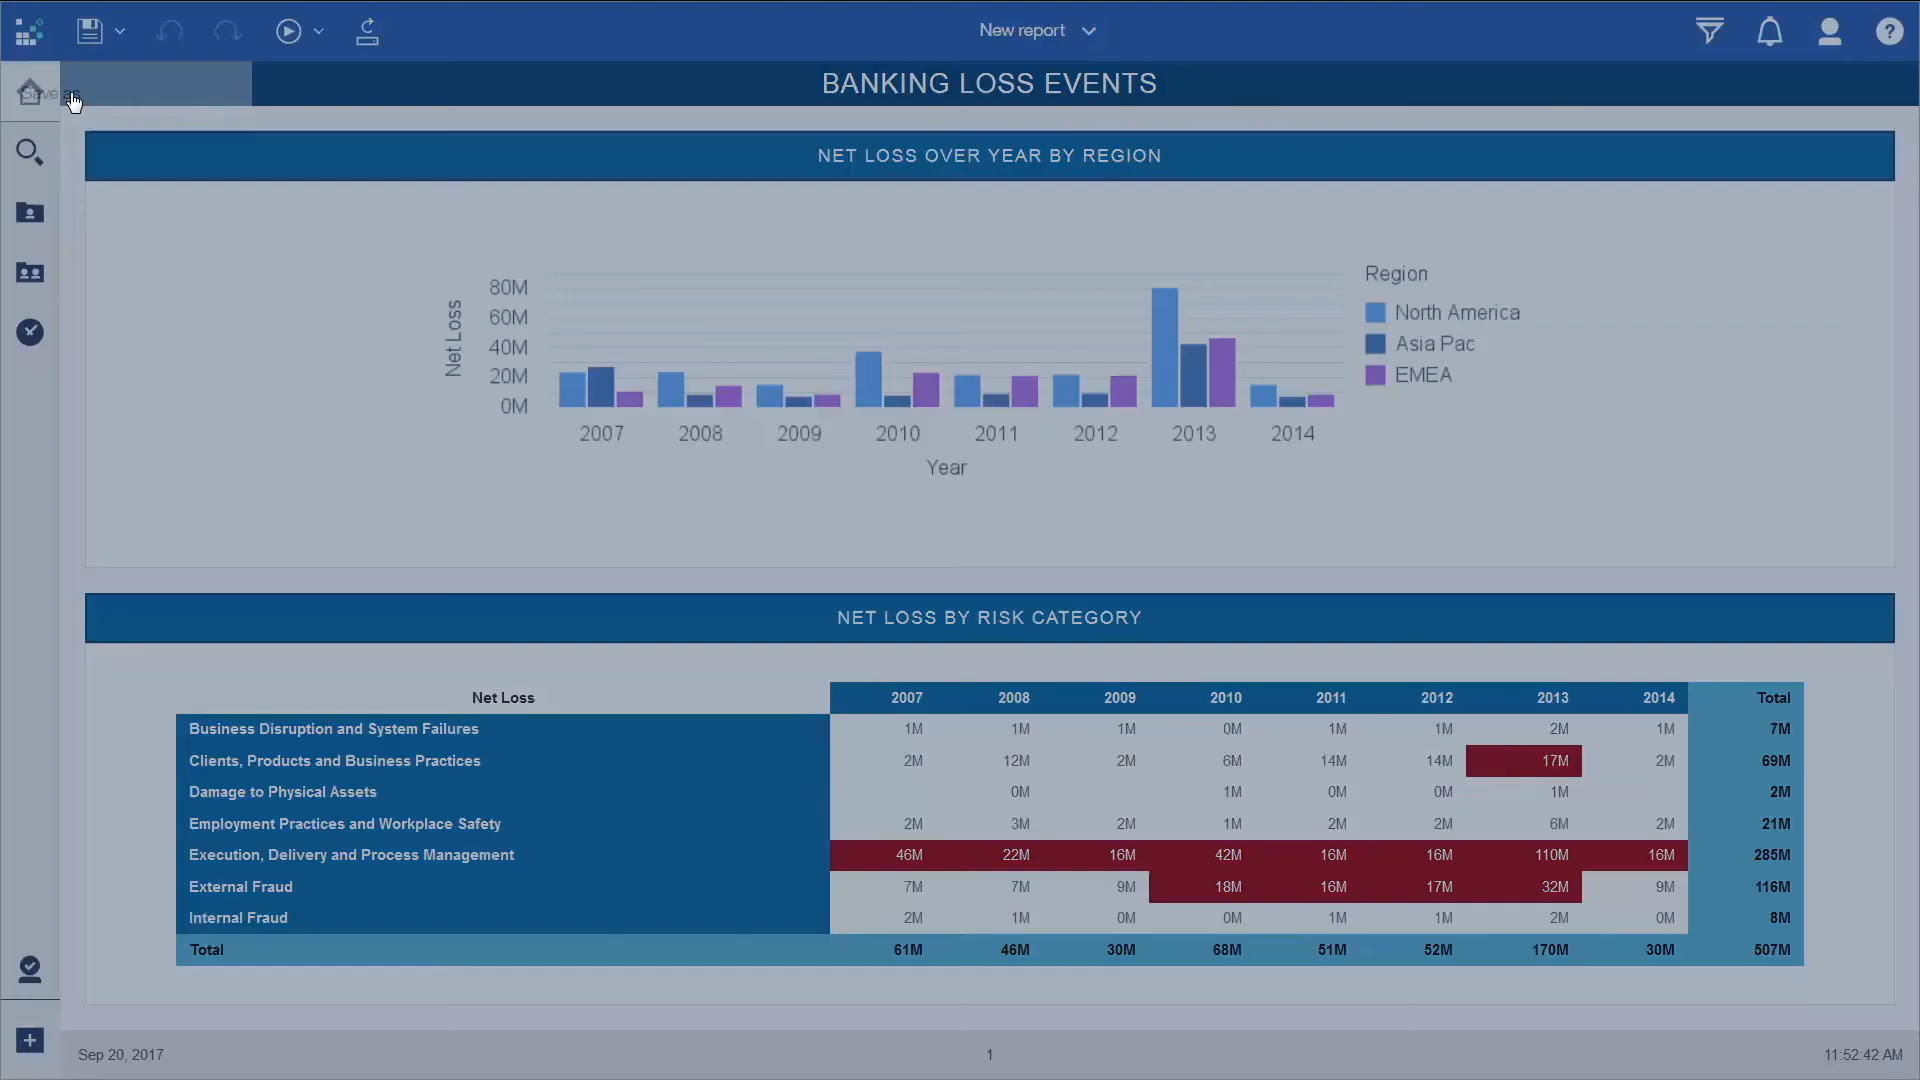 New report
?
Save as
BANKING LOSS EVENTS
NET LOSS OVER YEAR BY REGION
Net Loss
80M
60M
40M
20M
0M
2007 2008 2009 2010 2011 2012 2013 2014
Year
Region
North America
Asia Pac
EMEA
NET LOSS BY RISK CATEGORY
Net Loss 2007 2008 2009 2010 2011 2012 2013 2014 Total
Business Disruption and System Failures 1M 1M 1M 0M 1M 1M 2M 1M 7M
Clients, Products and Business Practices 2M 12M 2M 6M 14M 14M 17M 2M 69M
Damage to Physical Assets 0M 1M 0M 0M 1M 2M
Employment Practices and Workplace Safety 2M 3M 2M 1M 2M 2M 6M 2M 21M
Execution, Delivery and Process Management 46M 22M 16M 42M 16M 16M 110M 16M 285M
External Fraud 7M 7M 9M 18M 16M 17M 32M 9M 116M
Internal Fraud 2M 1M 0M 0M 1M 1M 2M 0M 8M
Total 61M 46M 30M 68M 51M 52M 170M 30M 507M
Sep 20, 2017 1 11:52:42 AM